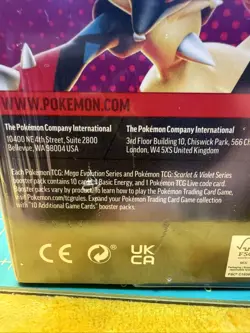 WWW.POKEMON.COM
The Pokémon Company International
10400 NE 4th Street, Suite 2800
Bellevue, WA 98004 USA
The Pokémon Company International
3rd Floor Building 10, Chiswick Park, 566 Ch
London, W4 5XS United Kingdom
Each Pokémon TCG: Mega Evolution Series and Pokémon TCG: Scarlet & Violet Series
booster pack contains 10 cards, 1 Basic Energy, and 1 Pokémon TCG Live code card.
Booster packs vary by product. To learn how to play the Pokémon Trading Card Game,
visit Pokemon.com/tcgrules. Expand your Pokémon Trading Card Game collection
with "10 Additional Game Cards" booster packs.
CE
UK
CA
FSC